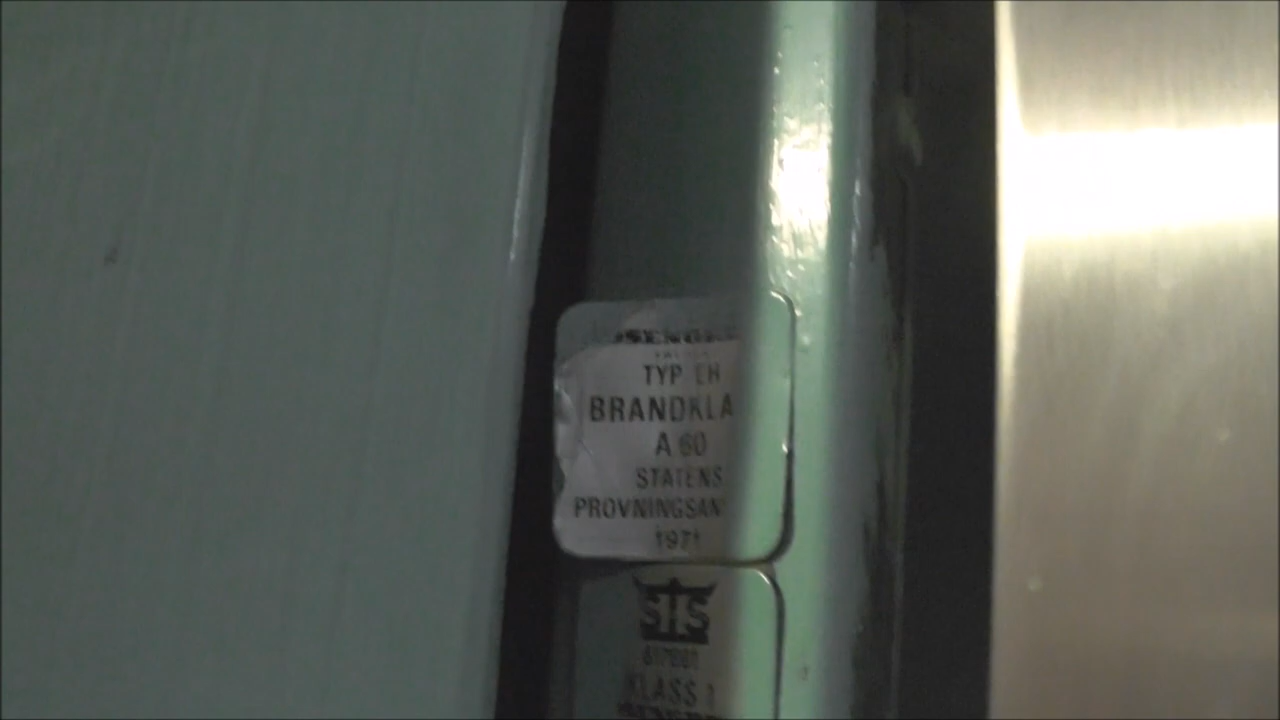 TYP EH
BRANDKLA
A 60
STATENS
PROVNINGSAN
1971
SIS
KLASS 1